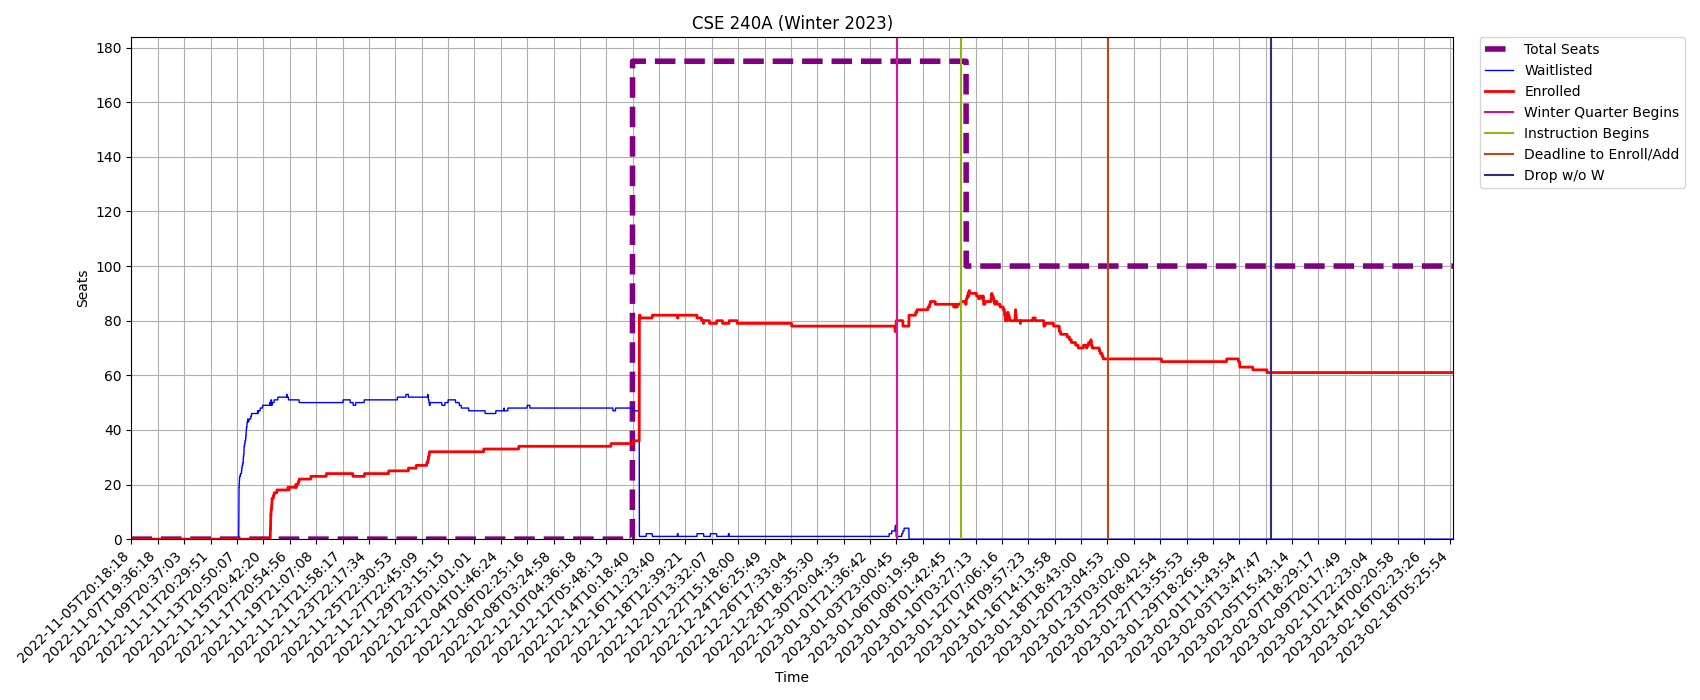 CSE 240A (Winter 2023)
Total Seats
Waitlisted
Enrolled
Winter Quarter Begins
Instruction Begins
Deadline to Enroll/Add
Drop w/o W
Seats
180
160
140
120
100
80
60
40
20
0
2022-11-05T20:18:18
2022-11-07T19:36:18
2022-11-09T20:37:03
2022-11-11T20:29:51
2022-11-13T20:50:07
2022-11-15T20:42:20
2022-11-17T20:54:56
2022-11-19T21:07:08
2022-11-21T21:58:17
2022-11-23T22:17:34
2022-11-25T22:30:53
2022-11-27T22:45:09
2022-11-29T23:15:15
2022-12-02T01:01:01
2022-12-04T01:46:24
2022-12-06T02:25:16
2022-12-08T03:24:58
2022-12-10T04:36:18
2022-12-12T05:48:13
2022-12-14T10:18:40
2022-12-16T11:23:40
2022-12-18T12:39:21
2022-12-20T13:32:07
2022-12-22T15:18:00
2022-12-24T16:25:49
2022-12-26T17:33:04
2022-12-28T18:35:30
2022-12-30T20:04:35
2023-01-01T21:36:42
2023-01-03T23:00:45
2023-01-06T00:19:58
2023-01-08T01:42:45
2023-01-10T03:27:13
2023-01-12T07:06:16
2023-01-14T09:57:23
2023-01-16T14:13:58
2023-01-18T18:43:00
2023-01-20T23:04:53
2023-01-23T03:02:00
2023-01-25T08:42:54
2023-01-27T13:55:53
2023-01-29T18:26:58
2023-02-01T11:43:54
2023-02-03T13:47:47
2023-02-05T15:43:14
2023-02-07T18:29:17
2023-02-09T20:17:49
2023-02-11T22:23:04
2023-02-14T00:20:58
2023-02-16T02:23:26
2023-02-18T05:25:54
Time